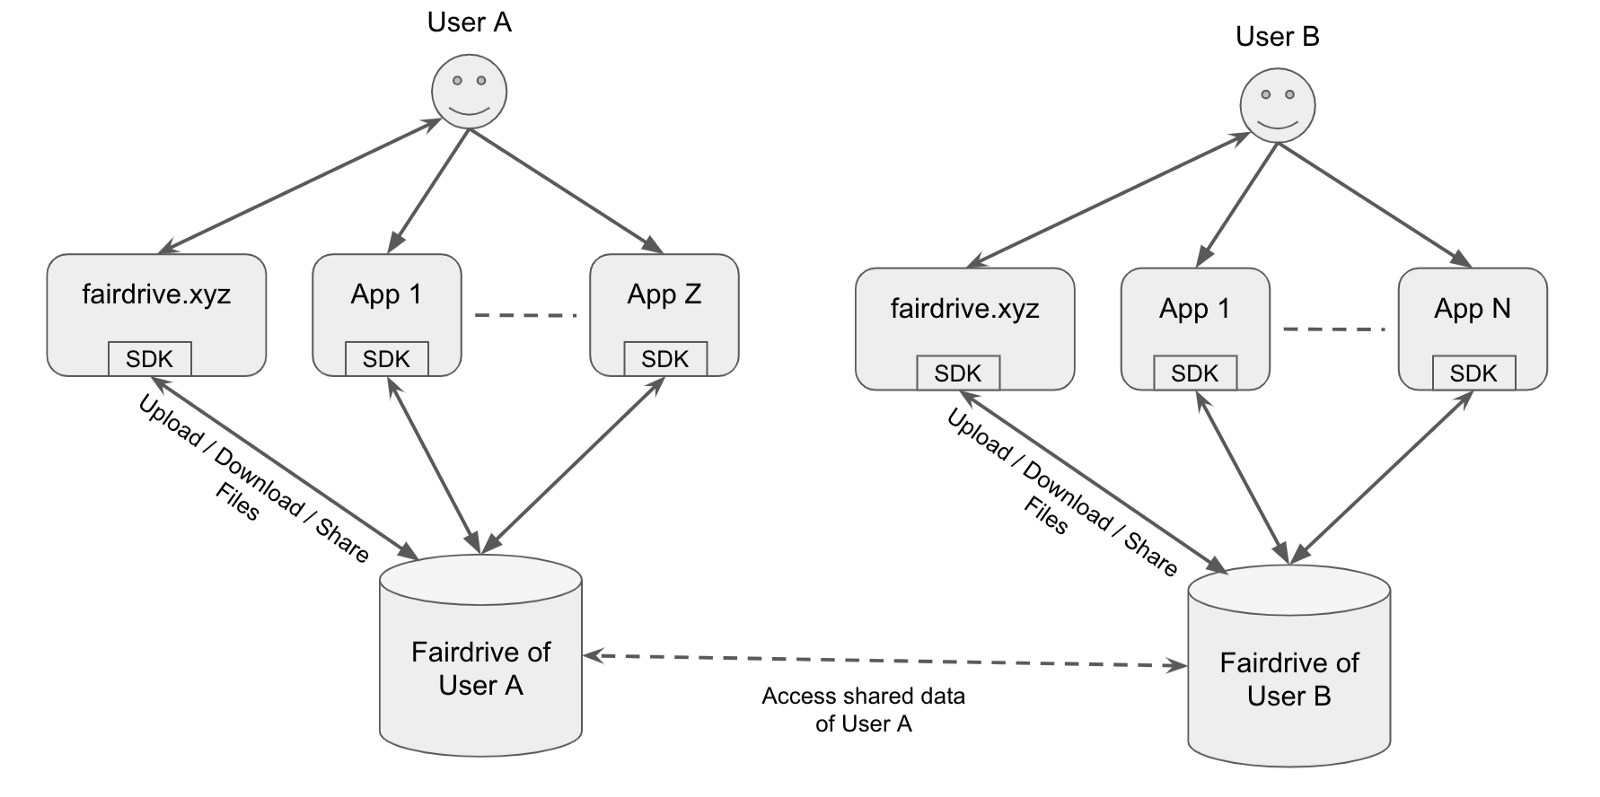 User A
User B
fairdrive.xyz
App 1
App Z
SDK
SDK
SDK
fairdrive.xyz
App 1
App N
SDK
SDK
SDK
Upload / Download / Share
Files
Upload / Download / Share
Files
Fairdrive of
User A
Access shared data
of User A
Fairdrive of
User B